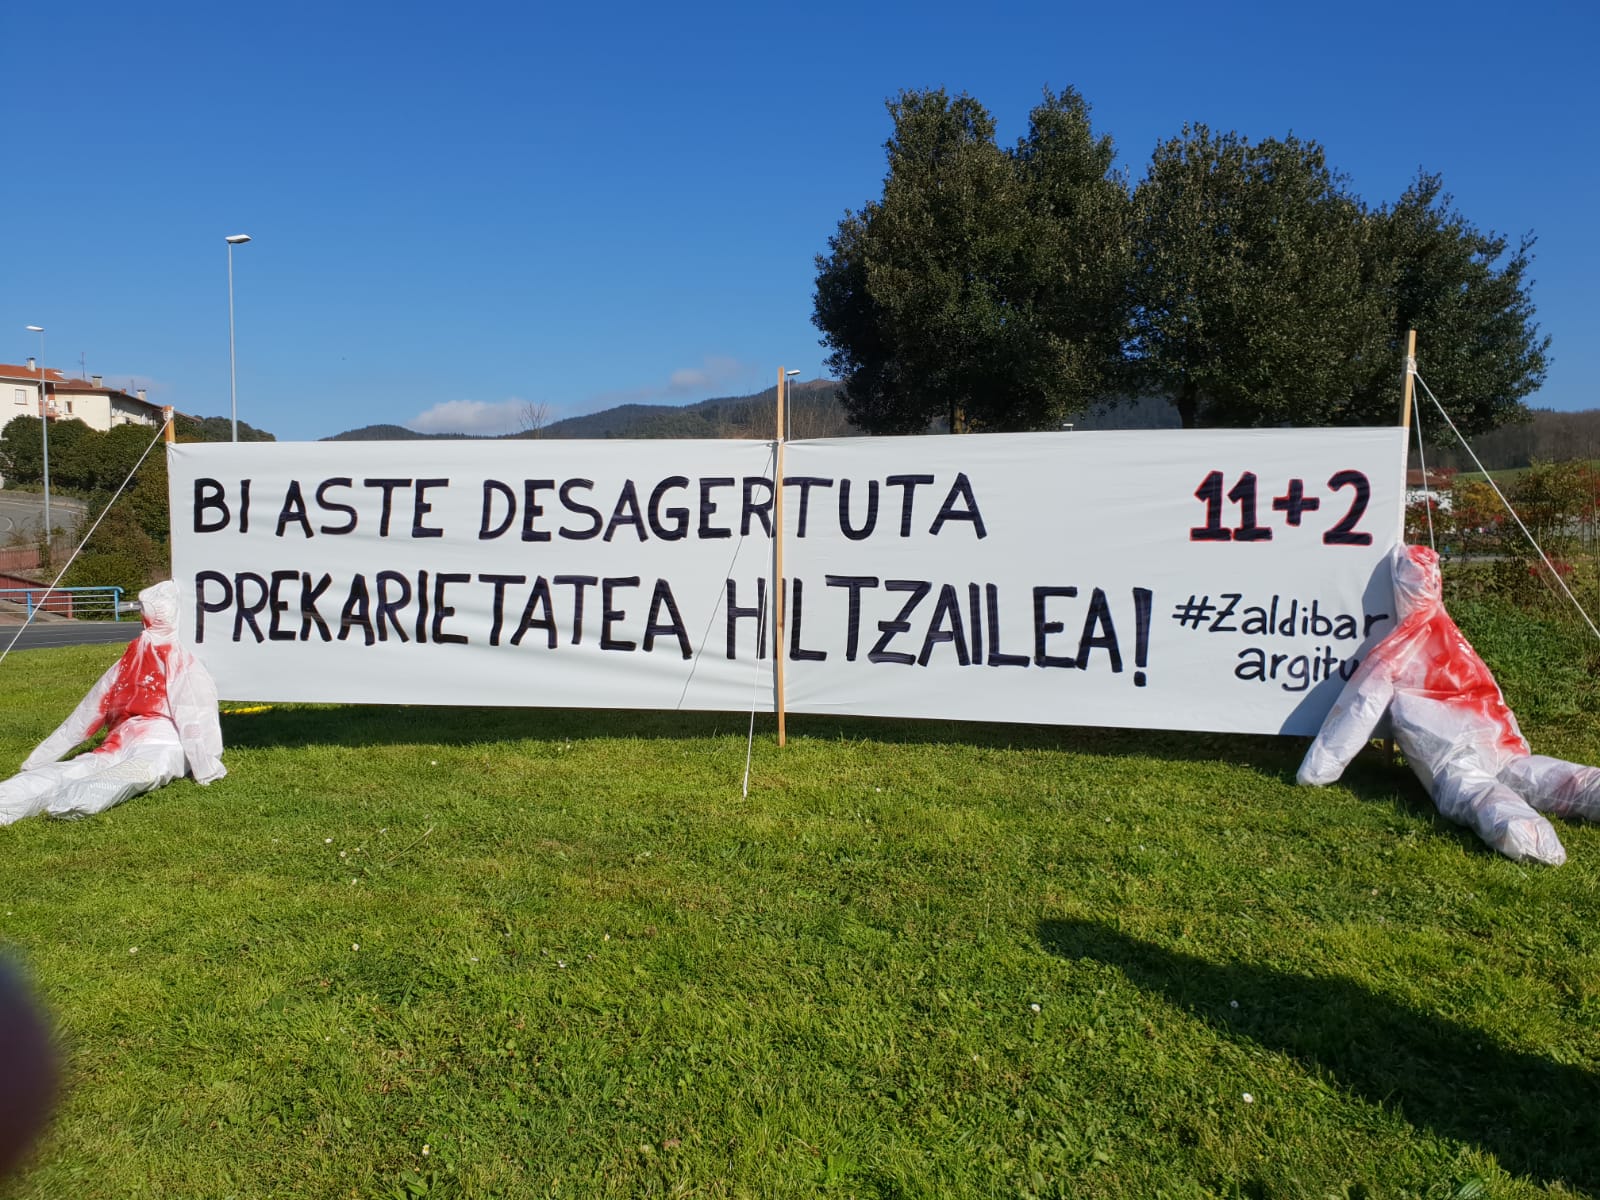 BI ASTE DESAGERTUTA
PREKARIETATEA HILTZAILEA!
11+2
#Zaldibar
argitu